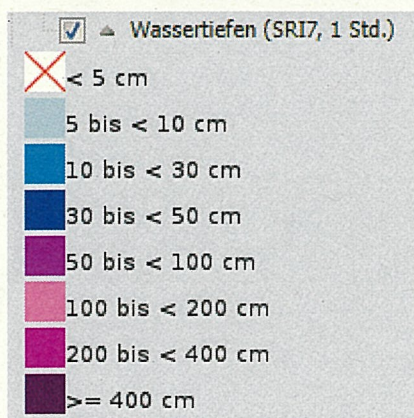 Wassertiefen (SRI7, 1 Std.)
< 5 cm
5 bis < 10 cm
10 bis < 30 cm
30 bis < 50 cm
50 bis < 100 cm
100 bis < 200 cm
200 bis < 400 cm
>= 400 cm